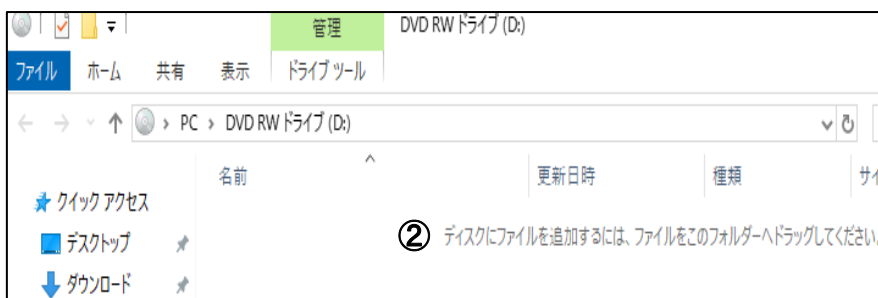 管理 DVD RW ドライブ (D:)
ファイル ホーム 共有 表示 ドライブ ツール
PC › DVD RW ドライブ (D:)
名前 更新日時 種類
クイック アクセス
② ディスクにファイルを追加するには、ファイルをこのフォルダーへドラッグしてください。
デスクトップ
ダウンロード